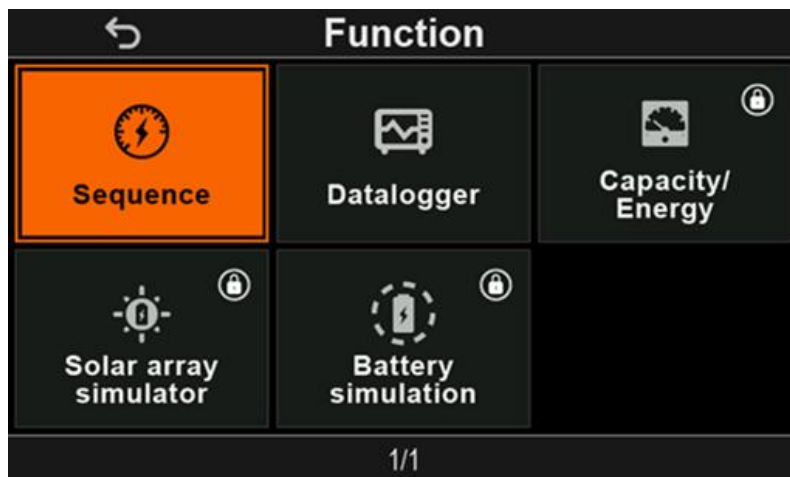 Function
Sequence
Datalogger
Capacity/
Energy
Solar array
simulator
Battery
simulation
1/1